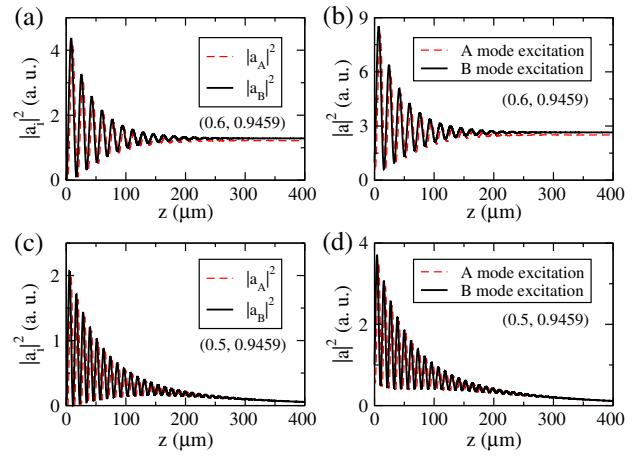 (a)
|a_i|^2 (a. u.)
4
2
0
0 100 200 300 400
z (μm)
|a_A|^2
|a_B|^2
(0.6, 0.9459)
(b)
|a|^2 (a. u.)
9
6
3
0
0 100 200 300 400
z (μm)
A mode excitation
B mode excitation
(0.6, 0.9459)
(c)
|a_i|^2 (a. u.)
2
1
0
0 100 200 300 400
z (μm)
|a_A|^2
|a_B|^2
(0.5, 0.9459)
(d)
|a|^2 (a. u.)
4
2
0
0 100 200 300 400
z (μm)
A mode excitation
B mode excitation
(0.5, 0.9459)